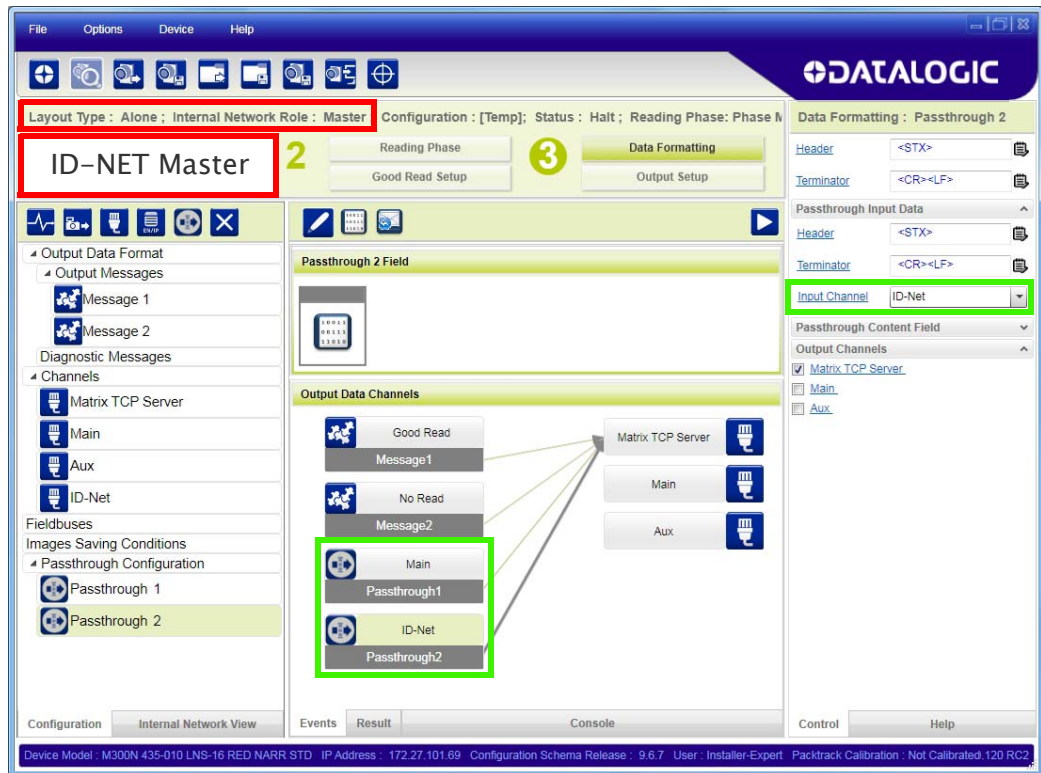 File Options Device Help
DATALOGIC
Layout Type : Alone ; Internal Network Role : Master ; Configuration : [Temp]; Status : Halt ; Reading Phase: Phase M
ID-NET Master
2
Reading Phase
Good Read Setup
3
Data Formatting
Output Setup
EN/IP
Output Data Format
Output Messages
Message 1
Message 2
Diagnostic Messages
Channels
Matrix TCP Server
Main
Aux
ID-Net
Fieldbuses
Images Saving Conditions
Passthrough Configuration
Passthrough 1
Passthrough 2
Configuration Internal Network View
Passthrough 2 Field
10011
00111
11010
Output Data Channels
Good Read
Message1
No Read
Message2
Main
Passthrough1
ID-Net
Passthrough2
Matrix TCP Server
Main
Aux
Events Result Console
Data Formatting : Passthrough 2
Header <STX>
Terminator <CR><LF>
Passthrough Input Data
Header <STX>
Terminator <CR><LF>
Input Channel ID-Net
Passthrough Content Field
Output Channels
Matrix TCP Server
Main
Aux
Control Help
Device Model : M300N 435-010 LNS-16 RED NARR STD IP Address : 172.27.101.69 Configuration Schema Release : 9.6.7 User : Installer-Expert Packtrack Calibration : Not Calibrated.120 RC2